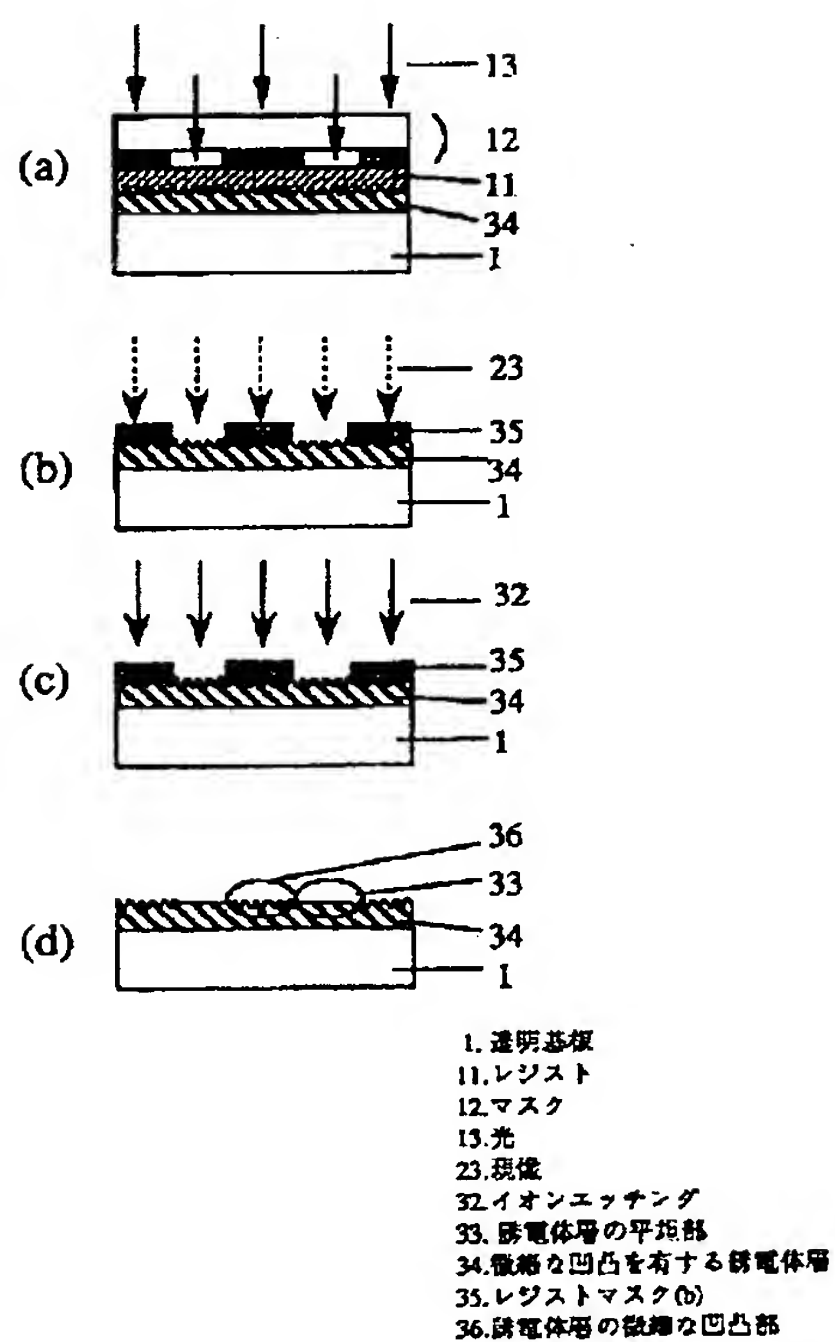 13
12
(a)
11
34
1
23
35
(b)
34
1
32
35
(c)
34
1
36
33
(d)
34
1
1. 透明基板
11.レジスト
12.マスク
13.光
23.現像
32.イオンエッチング
33. 誘電体層の平坦部
34.微細な凹凸を有する誘電体層
35.レジストマスク(b)
36.誘電体層の微細な凹凸部